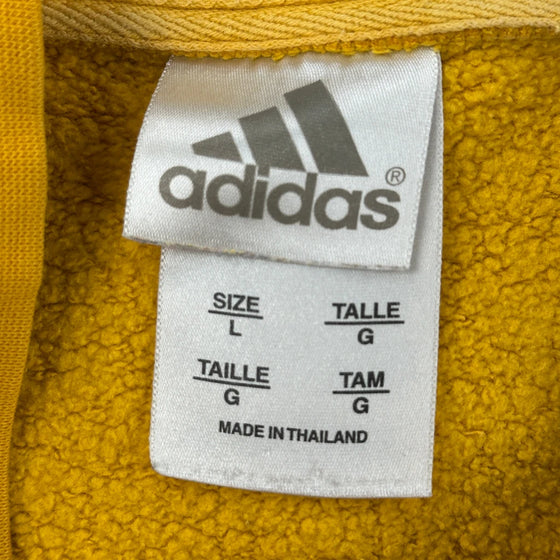 adidas®
SIZE TALLE
L G
TAILLE TAM
G G
MADE IN THAILAND